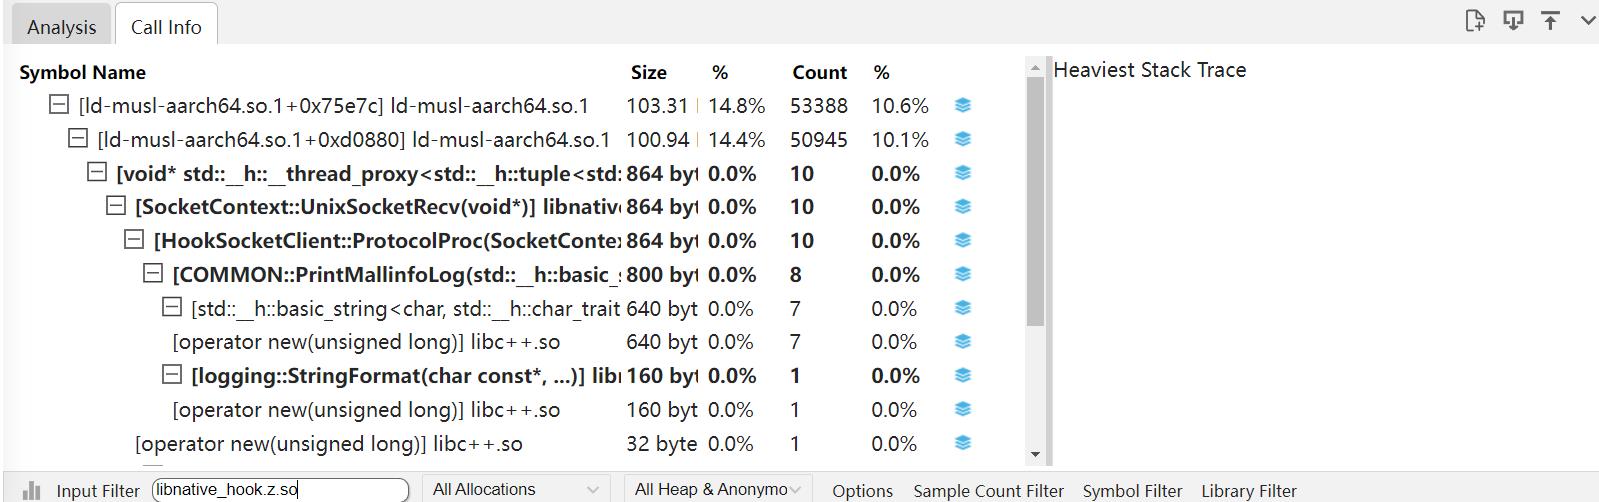 Analysis Call Info
Symbol Name Size % Count % Heaviest Stack Trace
[ld-musl-aarch64.so.1+0x75e7c] ld-musl-aarch64.so.1 103.31 14.8% 53388 10.6%
[ld-musl-aarch64.so.1+0xd0880] ld-musl-aarch64.so.1 100.94 14.4% 50945 10.1%
[void* std::__h::__thread_proxy<std::__h::tuple<std: 864 byt 0.0% 10 0.0%
[SocketContext::UnixSocketRecv(void*)] libnative 864 byt 0.0% 10 0.0%
[HookSocketClient::ProtocolProc(SocketContex 864 byt 0.0% 10 0.0%
[COMMON::PrintMallinfoLog(std::__h::basic_s 800 byt 0.0% 8 0.0%
[std::__h::basic_string<char, std::__h::char_trait 640 byt 0.0% 7 0.0%
[operator new(unsigned long)] libc++.so 640 byt 0.0% 7 0.0%
[logging::StringFormat(char const*, ...)] libr 160 byt 0.0% 1 0.0%
[operator new(unsigned long)] libc++.so 160 byt 0.0% 1 0.0%
[operator new(unsigned long)] libc++.so 32 byte 0.0% 1 0.0%
Input Filter libnative_hook.z.so All Allocations All Heap & Anonymo Options Sample Count Filter Symbol Filter Library Filter